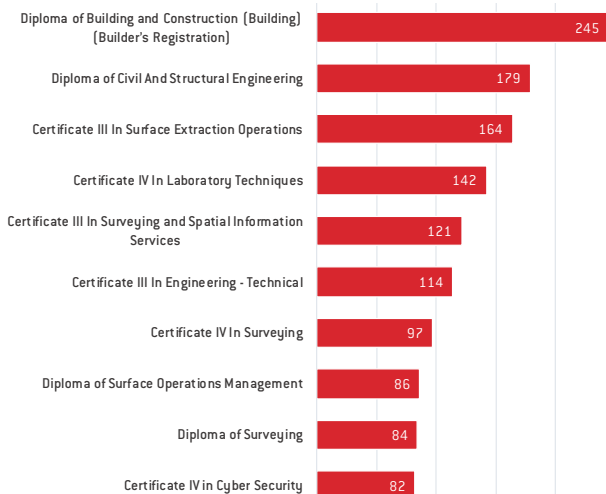 Diploma of Building and Construction (Building)
(Builder's Registration)
245
Diploma of Civil And Structural Engineering
179
Certificate III In Surface Extraction Operations
164
Certificate IV In Laboratory Techniques
142
Certificate III In Surveying and Spatial Information
Services
121
Certificate III In Engineering - Technical
114
Certificate IV In Surveying
97
Diploma of Surface Operations Management
86
Diploma of Surveying
84
Certificate IV in Cyber Security
82